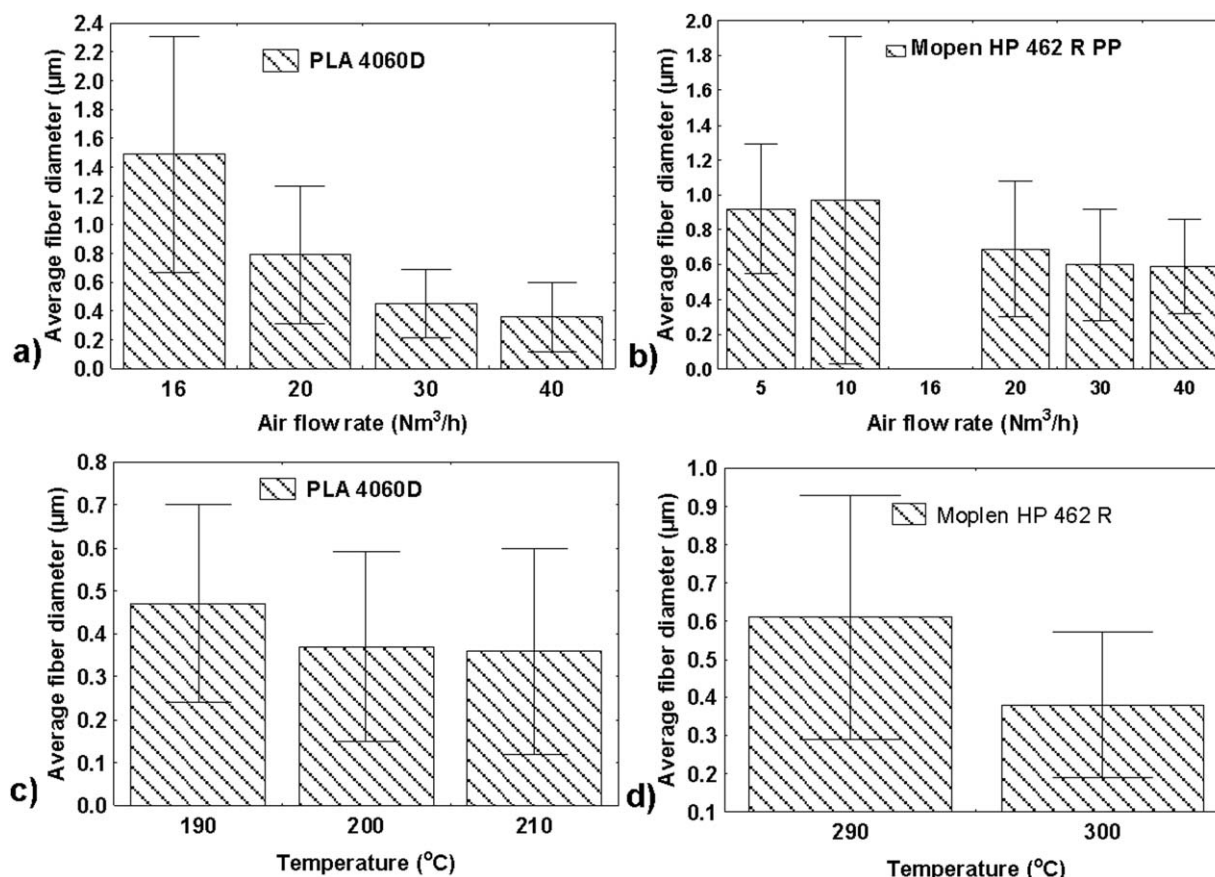 PLA 4060D
Average fiber diameter (µm)
2.4
2.2
2.0
1.8
1.6
1.4
1.2
1.0
0.8
0.6
0.4
0.2
0.0
a)
16 20 30 40
Air flow rate (Nm³/h)
Mopen HP 462 R PP
Average fiber diameter (µm)
2.0
1.8
1.6
1.4
1.2
1.0
0.8
0.6
0.4
0.2
0.0
b)
5 10 16 20 30 40
Air flow rate (Nm³/h)
PLA 4060D
Average fiber diameter (µm)
0.8
0.7
0.6
0.5
0.4
0.3
0.2
0.1
0.0
c)
190 200 210
Temperature (°C)
Moplen HP 462 R
Average fiber diameter (µm)
1.0
0.9
0.8
0.7
0.6
0.5
0.4
0.3
0.2
0.1
d)
290 300
Temperature (°C)